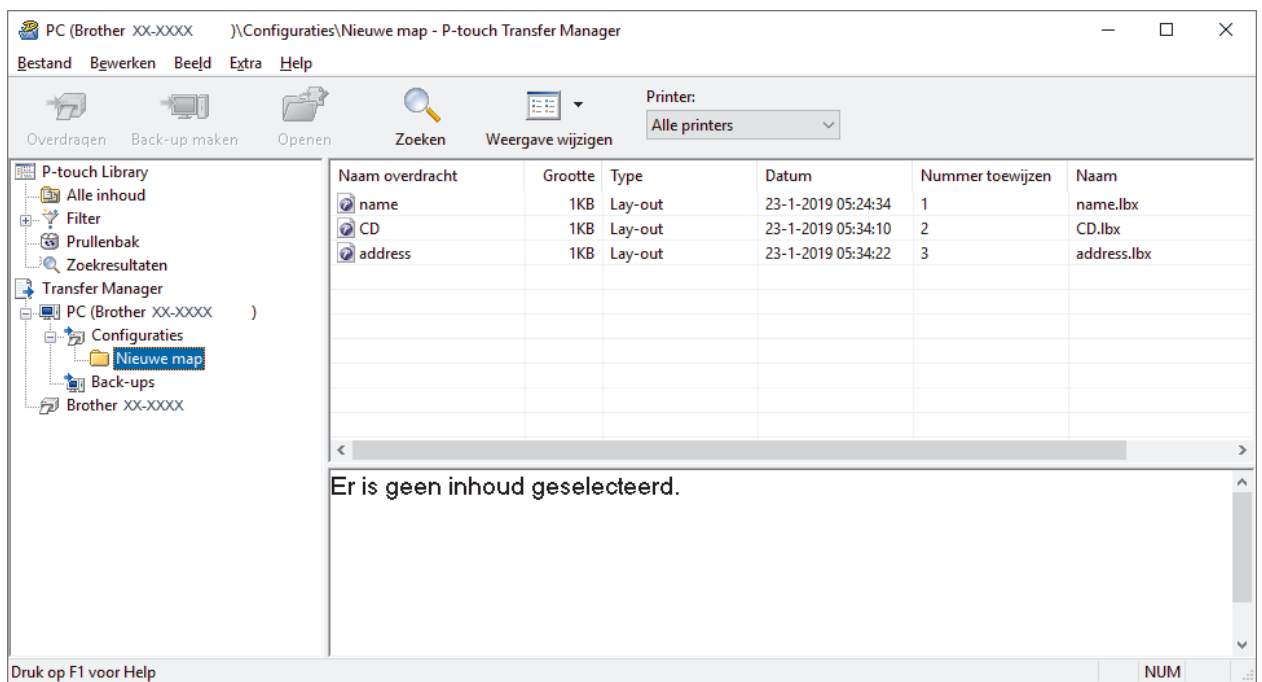 PC (Brother XX-XXXX )\Configuraties\Nieuwe map - P-touch Transfer Manager
Bestand Bewerken Beeld Extra Help
Printer:
Alle printers
Overdragen Back-up maken Openen Zoeken Weergave wijzigen
P-touch Library
Alle inhoud
Filter
Prullenbak
Zoekresultaten
Transfer Manager
PC (Brother XX-XXXX )
Configuraties
Nieuwe map
Back-ups
Brother XX-XXXX
Naam overdracht Grootte Type Datum Nummer toewijzen Naam
name 1KB Lay-out 23-1-2019 05:24:34 1 name.lbx
CD 1KB Lay-out 23-1-2019 05:34:10 2 CD.lbx
address 1KB Lay-out 23-1-2019 05:34:22 3 address.lbx
Er is geen inhoud geselecteerd.
Druk op F1 voor Help NUM